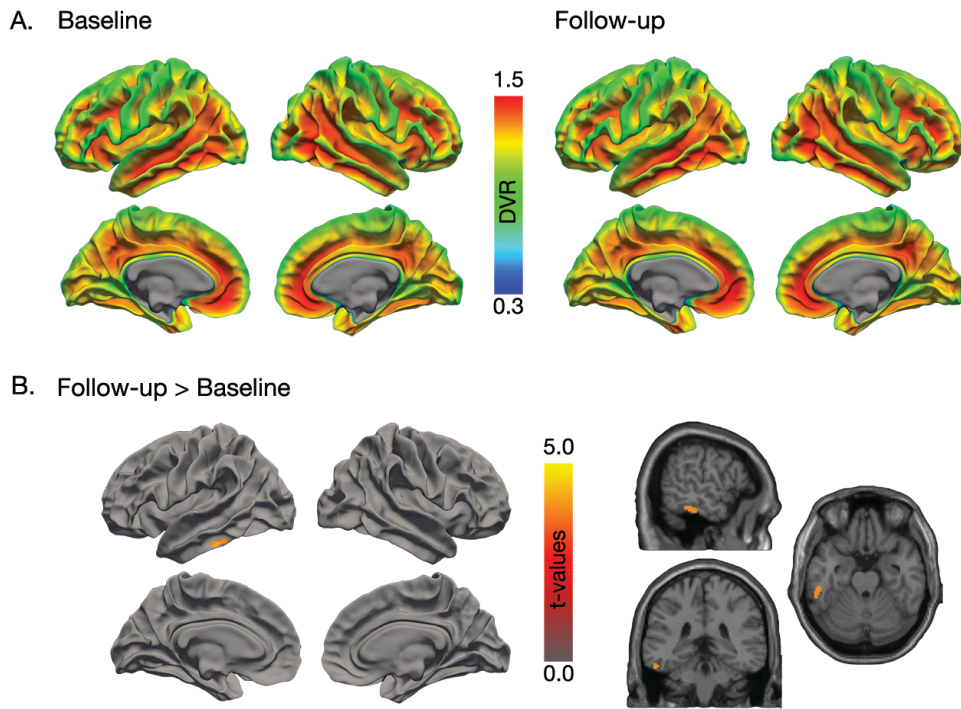 A. Baseline
Follow-up
1.5
DVR
0.3
B. Follow-up > Baseline
5.0
t-values
0.0